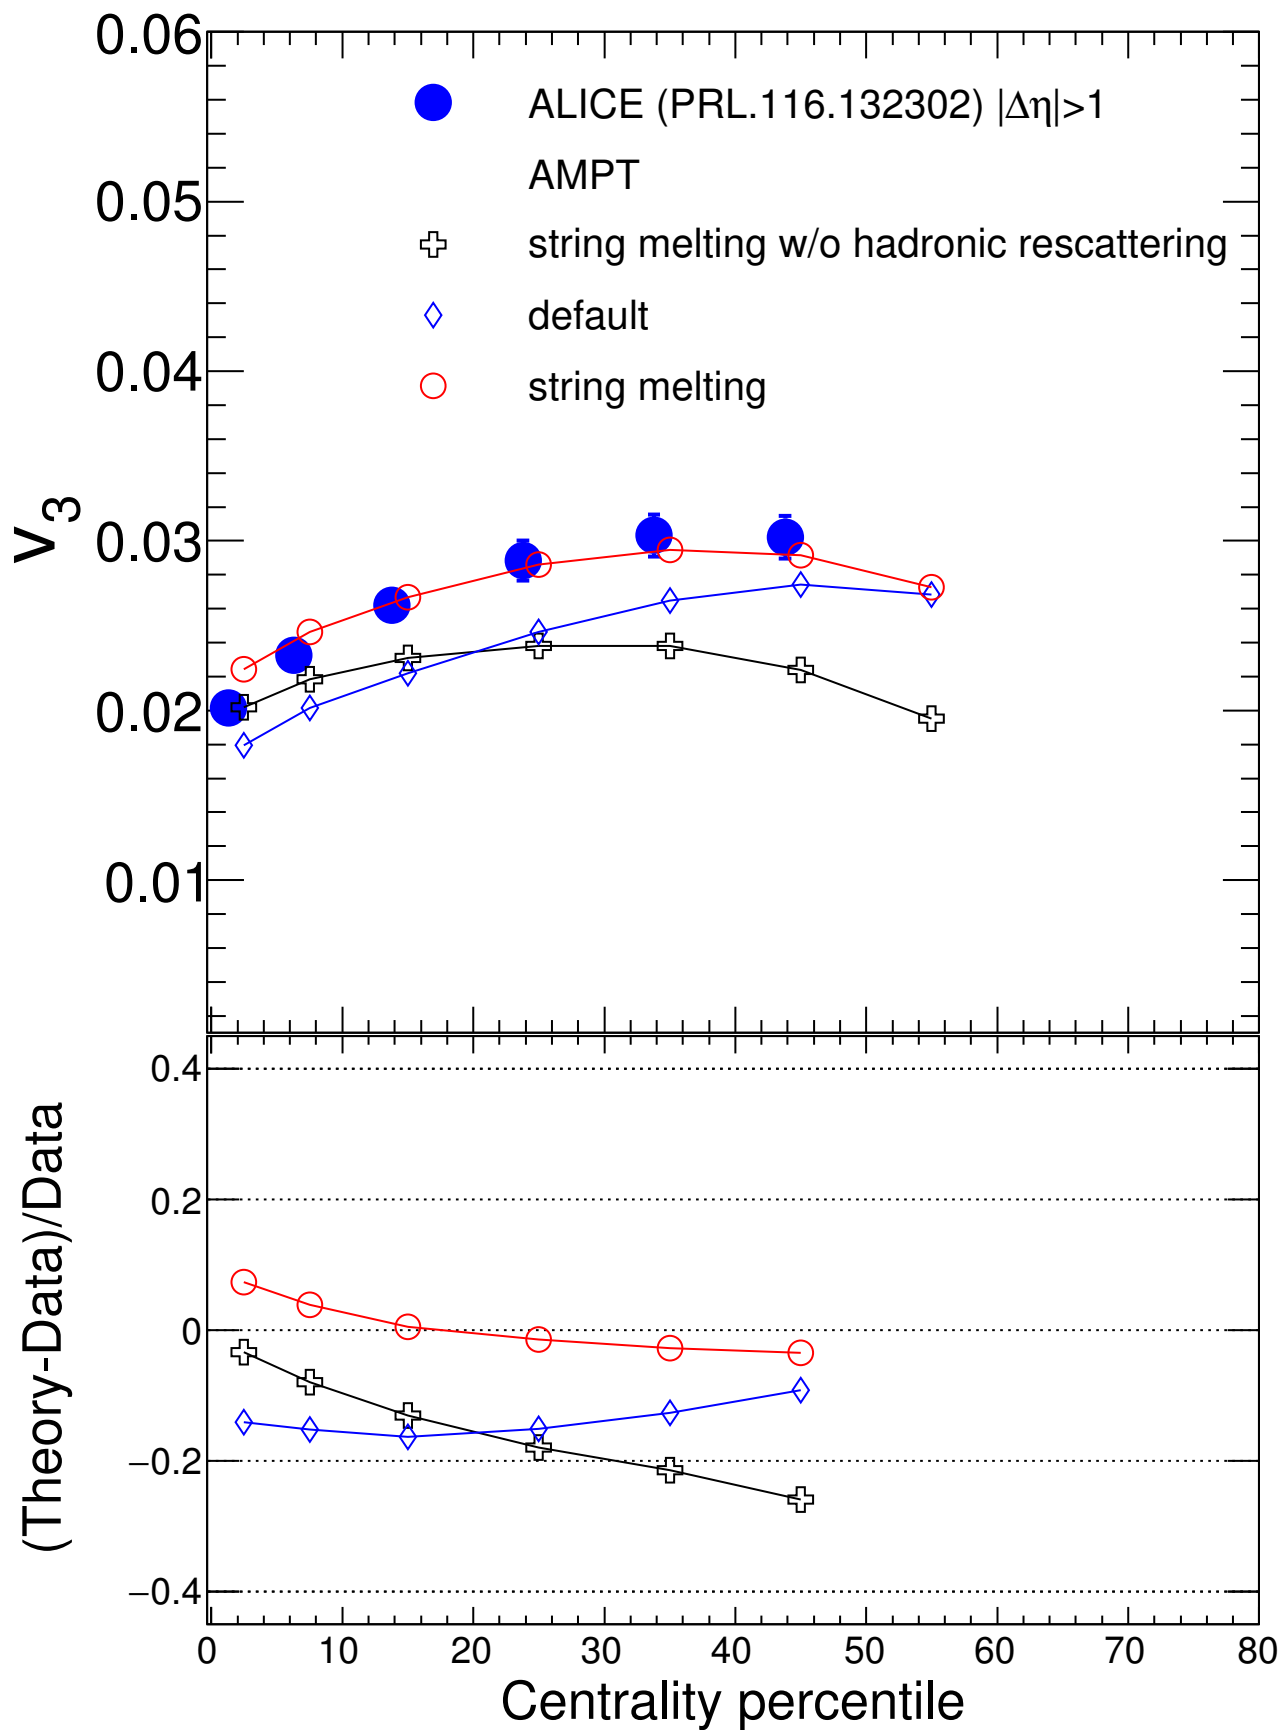 0.06
0.05
0.04
0.03
0.02
0.01
v3
ALICE (PRL.116.132302) |Δη|>1
AMPT
string melting w/o hadronic rescattering
default
string melting
0.4
0.2
0
−0.2
−0.4
(Theory-Data)/Data
0 10 20 30 40 50 60 70 80
Centrality percentile